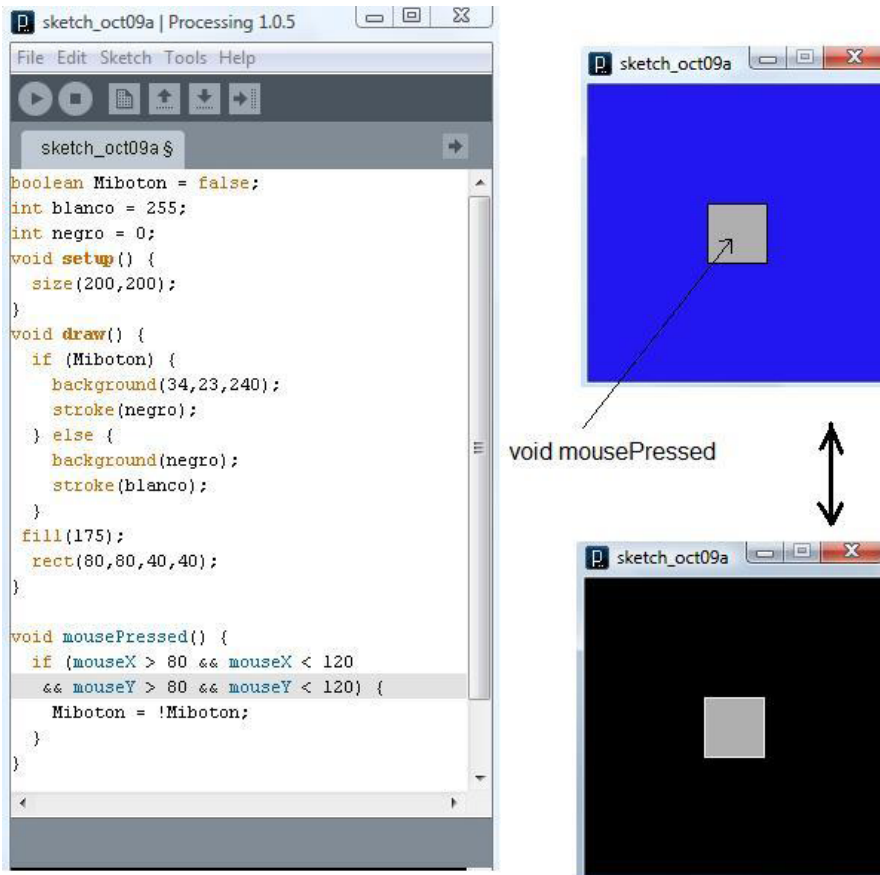 sketch_oct09a | Processing 1.0.5
File Edit Sketch Tools Help
sketch_oct09a §
boolean Miboton = false;
int blanco = 255;
int negro = 0;
void setup() {
  size(200,200);
}
void draw() {
  if (Miboton) {
    background(34,23,240);
    stroke(negro);
  } else {
    background(negro);
    stroke(blanco);
  }
 fill(175);
  rect(80,80,40,40);
}

void mousePressed() {
  if (mouseX > 80 && mouseX < 120
   && mouseY > 80 && mouseY < 120) {
    Miboton = !Miboton;
  }
}
sketch_oct09a
void mousePressed
sketch_oct09a